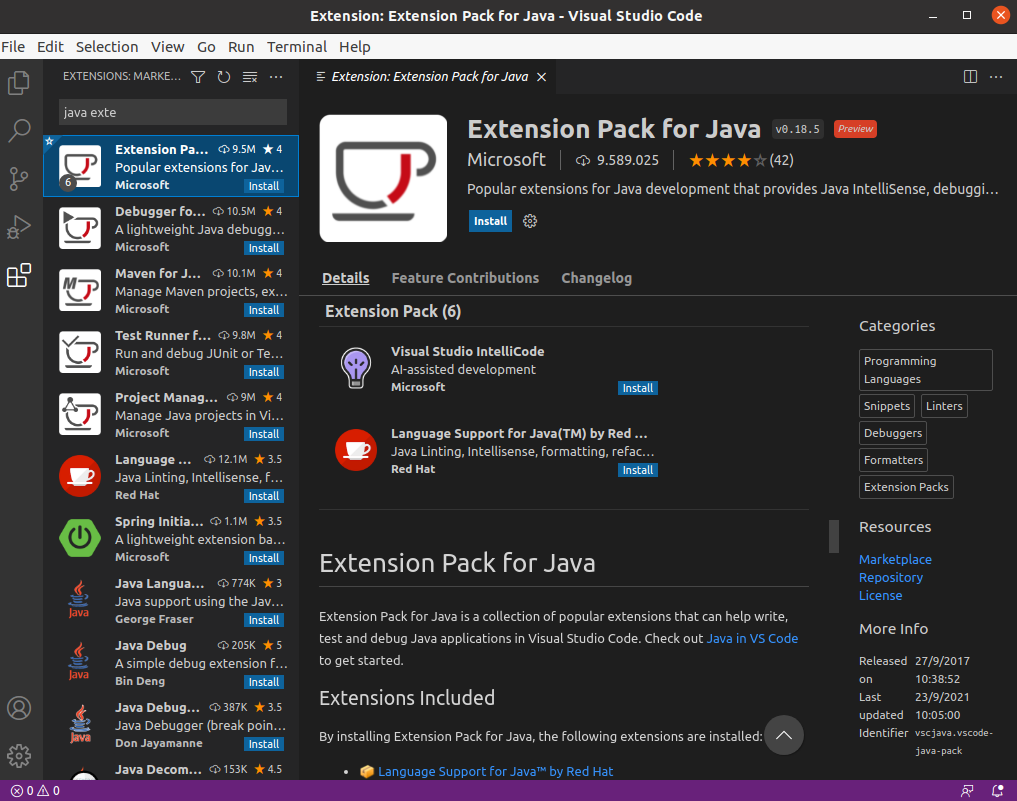 Extension: Extension Pack for Java - Visual Studio Code
File Edit Selection View Go Run Terminal Help
EXTENSIONS: MARKE...
java exte
Extension Pa... 9.5M 4
Popular extensions for Jav...
6
Microsoft Install
Debugger fo... 10.5M 4
A lightweight Java debugg...
Microsoft Install
M
Maven for J... 10.1M 4
Manage Maven projects, ex...
Microsoft Install
Test Runner f... 9.8M 4
Run and debug JUnit or Te...
Microsoft Install
Project Manag... 9M 4
Manage Java projects in Vi...
Microsoft Install
Language ... 12.1M 3.5
Java Linting, Intellisense, f...
Red Hat Install
Spring Initia... 1.1M 3.5
A lightweight extension ba...
Microsoft Install
Java Langua... 774K 3
Java support using the Jav...
Java
George Fraser Install
Java Debug 205K 5
A simple debug extension f...
Java
Bin Deng Install
Java Debug... 387K 3.5
Java Debugger (break poin...
Java
Don Jayamanne Install
Java Decom... 153K 4.5
Extension: Extension Pack for Java
Extension Pack for Java v0.18.5 Preview
Microsoft 9.589.025 (42)
Popular extensions for Java development that provides Java IntelliSense, debuggi...
Install
Details Feature Contributions Changelog
Extension Pack (6)
Visual Studio IntelliCode
AI-assisted development
Microsoft Install
Language Support for Java(TM) by Red ...
Java Linting, Intellisense, formatting, refac...
Red Hat Install
Extension Pack for Java
Extension Pack for Java is a collection of popular extensions that can help write,
test and debug Java applications in Visual Studio Code. Check out Java in VS Code
to get started.
Extensions Included
By installing Extension Pack for Java, the following extensions are installed:
• Language Support for Java™ by Red Hat
Categories
Programming
Languages
Snippets Linters
Debuggers
Formatters
Extension Packs
Resources
Marketplace
Repository
License
More Info
Released 27/9/2017
on 10:38:52
Last 23/9/2021
updated 10:05:00
Identifier vscjava.vscode-
java-pack
0 0